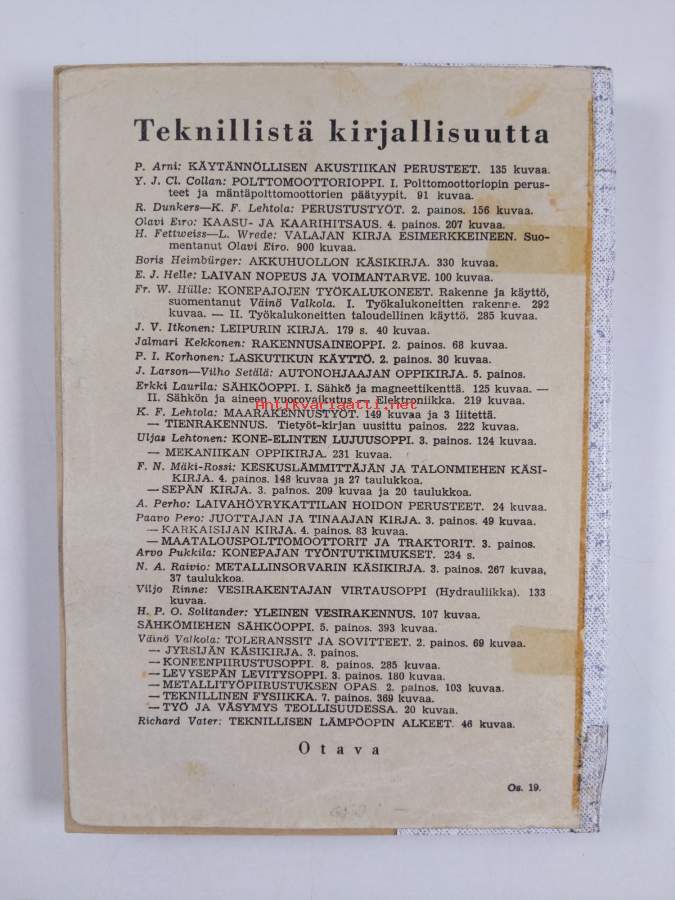 Teknillistä kirjallisuutta
P. Arni: KÄYTÄNNÖLLISEN AKUSTIIKAN PERUSTEET. 135 kuvaa.
Y. J. Cl. Collan: POLTTOMOOTTORIOPPI. I. Polttomoottoriopin perus-
teet ja mäntäpolttomoottorien päätyypit. 91 kuvaa.
R. Dunkers—K. F. Lehtola: PERUSTUSTYÖT. 2. painos. 156 kuvaa.
Olavi Eiro: KAASU- JA KAARIHITSAUS. 4. painos. 207 kuvaa.
H. Fettweiss—L. Wrede: VALAJAN KIRJA ESIMERKKEINEEN. Suo-
mentanut Olavi Eiro. 900 kuvaa.
Boris Heimbürger: AKKUHUOLLON KÄSIKIRJA. 330 kuvaa.
E. J. Helle: LAIVAN NOPEUS JA VOIMANTARVE. 100 kuvaa.
Fr. W. Hülle: KONEPAJOJEN TYÖKALUKONEET. Rakenne ja käyttö,
suomentanut Väinö Valkola. I. Työkalukoneitten rakenne. 292
kuvaa. — II. Työkalukoneitten taloudellinen käyttö. 285 kuvaa.
J. V. Itkonen: LEIPURIN KIRJA. 179 s. 40 kuvaa.
Jalmari Kekkonen: RAKENNUSAINEOPPI. 2. painos. 68 kuvaa.
P. I. Korhonen: LASKUTIKUN KÄYTTÖ. 2. painos. 30 kuvaa.
J. Larson—Vilho Setälä: AUTONOHJAAJAN OPPIKIRJA. 5. painos.
Erkki Laurila: SÄHKÖOPPI. I. Sähkö ja magneettikenttä. 125 kuvaa. —
II. Sähkön ja aineen vuorovaikutus — Elektroniikka. 219 kuvaa.
Antikvariaatti.net
K. F. Lehtola: MAARAKENNUSTYÖT. 149 kuvaa ja 3 liitettä.
— TIENRAKENNUS. Tietyöt-kirjan uusittu painos. 222 kuvaa.
Uljas Lehtonen: KONE-ELINTEN LUJUUSOPPI. 3. painos. 124 kuvaa.
— MEKANIIKAN OPPIKIRJA. 231 kuvaa.
F. N. Mäki-Rossi: KESKUSLÄMMITTÄJÄN JA TALONMIEHEN KÄSI-
KIRJA. 4. painos. 148 kuvaa ja 27 taulukkoa.
— SEPÄN KIRJA. 3. painos. 209 kuvaa ja 20 taulukkoa.
A. Perho: LAIVAHÖYRYKATTILAN HOIDON PERUSTEET. 24 kuvaa.
Paavo Pero: JUOTTAJAN JA TINAAJAN KIRJA. 3. painos. 49 kuvaa.
— KARKAISIJAN KIRJA. 4. painos. 83 kuvaa.
— MAATALOUSPOLTTOMOOTTORIT JA TRAKTORIT. 3. painos.
Arvo Pukkila: KONEPAJAN TYÖNTUTKIMUKSET. 234 s.
N. A. Raivio: METALLINSORVARIN KÄSIKIRJA. 3. painos. 267 kuvaa,
37 taulukkoa.
Viljo Rinne: VESIRAKENTAJAN VIRTAUSOPPI (Hydrauliikka). 133
kuvaa.
H. P. O. Solitander: YLEINEN VESIRAKENNUS. 107 kuvaa.
SÄHKÖMIEHEN SÄHKÖOPPI. 5. painos. 393 kuvaa.
Väinö Valkola: TOLERANSSIT JA SOVITTEET. 2. painos. 69 kuvaa.
— JYRSIJÄN KÄSIKIRJA. 3. painos.
— KONEENPIIRUSTUSOPPI. 8. painos. 285 kuvaa.
— LEVYSEPÄN LEVITYSOPPI. 3. painos. 180 kuvaa.
— METALLITYÖPIIRUSTUKSEN OPAS. 2. painos. 103 kuvaa.
— TEKNILLINEN FYSIIKKA. 7. painos. 369 kuvaa.
— TYÖ JA VÄSYMYS TEOLLISUUDESSA. 20 kuvaa.
Richard Vater: TEKNILLISEN LÄMPÖOPIN ALKEET. 46 kuvaa.
Otava
Os. 19.